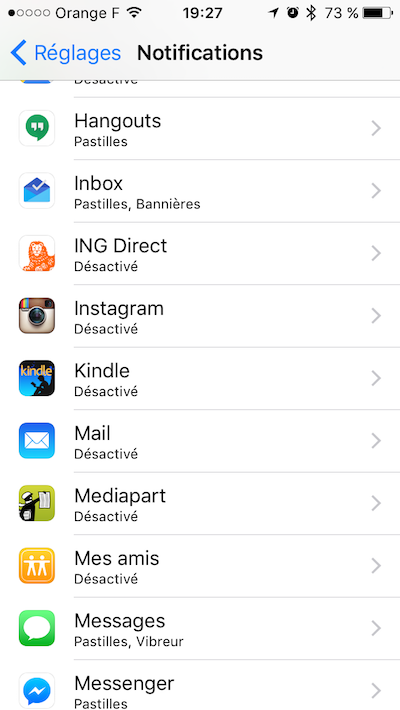 Orange F 19:27 73 %
Réglages Notifications
Désactivé
Hangouts
Pastilles
Inbox
Pastilles, Bannières
ING Direct
Désactivé
Instagram
Désactivé
kindle
Kindle
Désactivé
Mail
Désactivé
Mediapart
Désactivé
Mes amis
Désactivé
Messages
Pastilles, Vibreur
Messenger
Pastilles